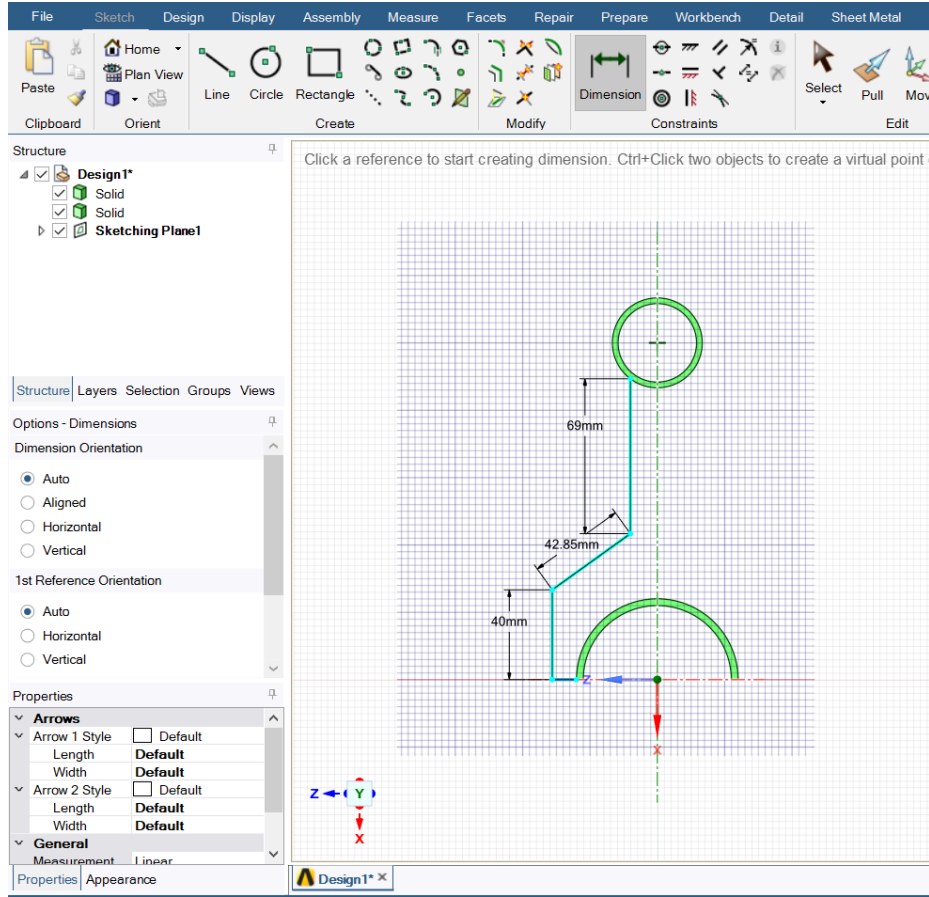 File Sketch Design Display Assembly Measure Facets Repair Prepare Workbench Detail Sheet Metal
Paste
Home
Plan View
Line Circle Rectangle
Dimension
Select Pull Mov
Clipboard Orient Create Modify Constraints Edit
Structure
Design1*
Solid
Solid
Sketching Plane1
Structure Layers Selection Groups Views
Options - Dimensions
Dimension Orientation
Auto
Aligned
Horizontal
Vertical
1st Reference Orientation
Auto
Horizontal
Vertical
Properties
Arrows
Arrow 1 Style Default
Length Default
Width Default
Arrow 2 Style Default
Length Default
Width Default
General
Measurement Linear
Properties Appearance
Click a reference to start creating dimension. Ctrl+Click two objects to create a virtual point
69mm
42.85mm
40mm
Z
X
Z Y
X
Design1*